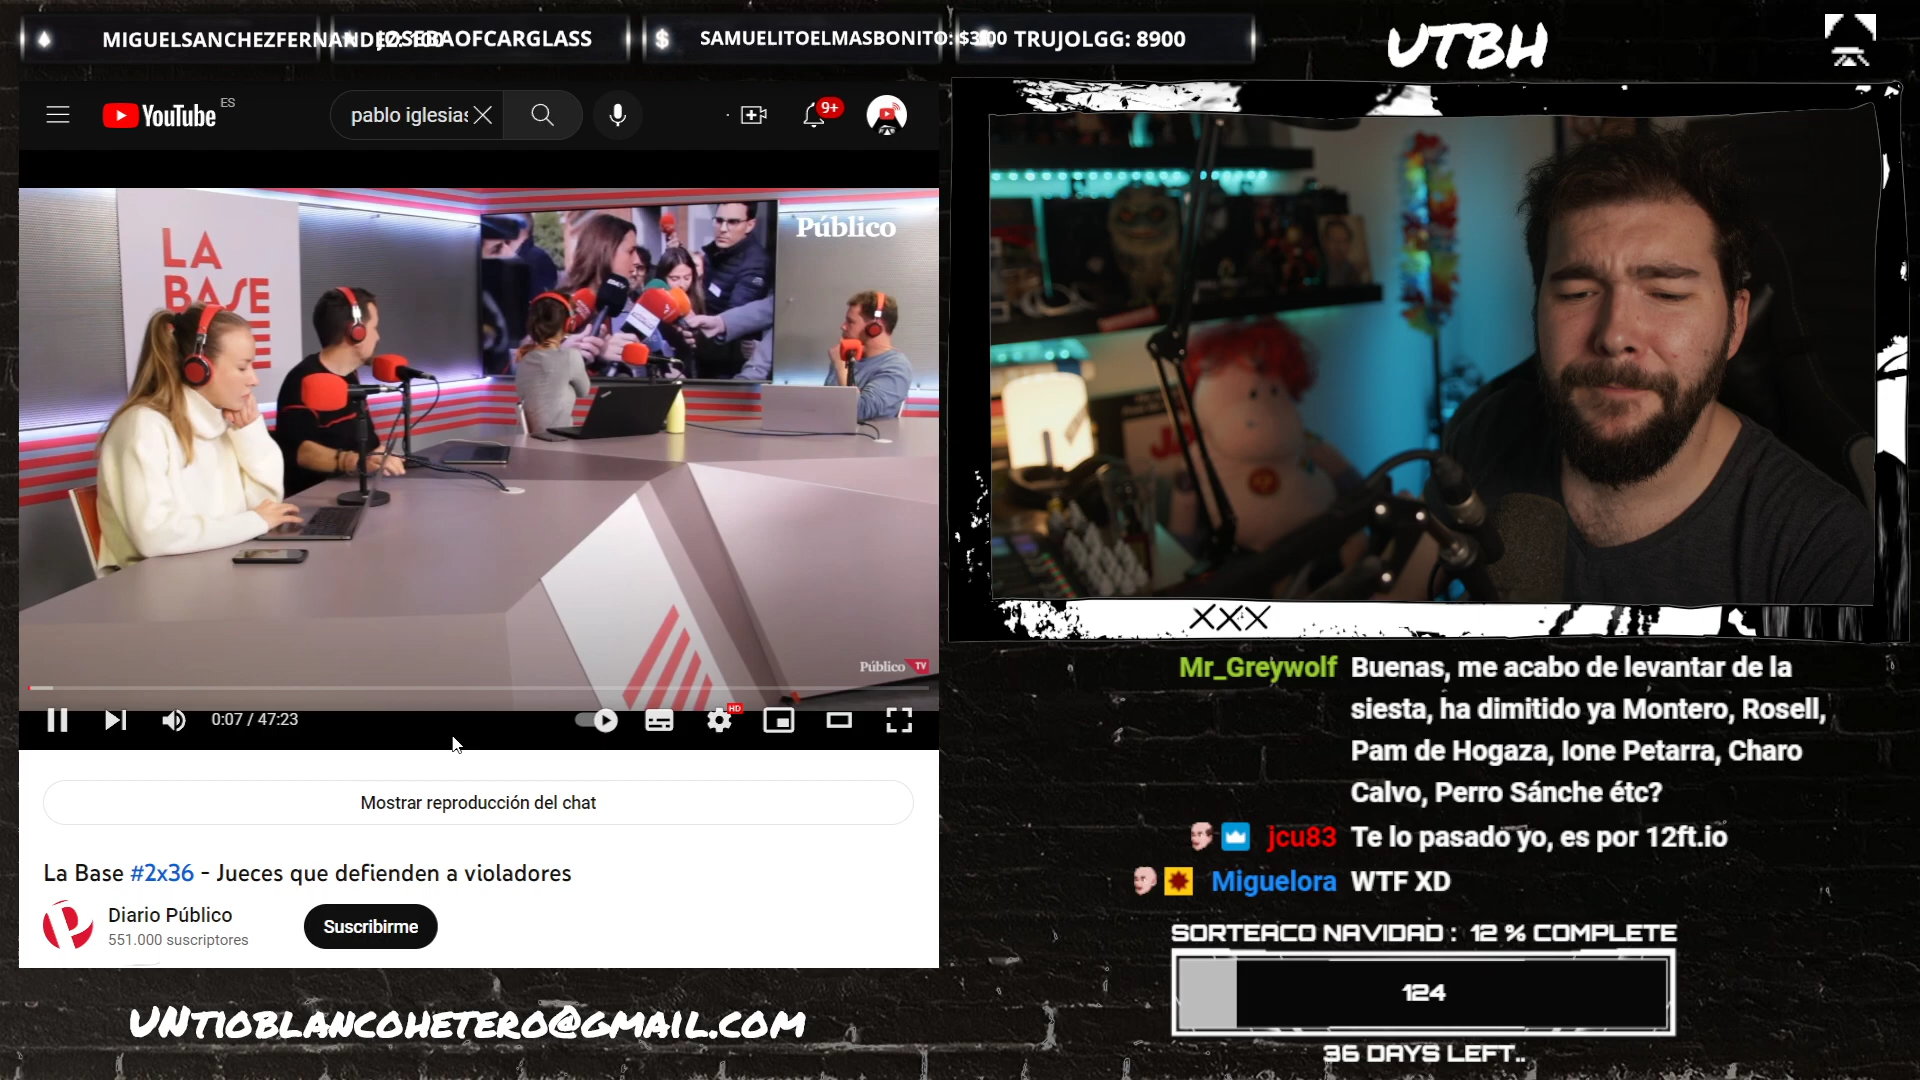 MIGUELSANCHEZFERNANDEZ: 100
JOSEBAOFCARGLASS
$ SAMUELITOELMASBONITO: $3.00
TRUJOLGG: 8900
UTBH
YouTube ES
pablo iglesias
9+
Público
LA
BASE
Público TV
0:07 / 47:23
HD
Mostrar reproducción del chat
La Base #2x36 - Jueces que defienden a violadores
Diario Público
551.000 suscriptores
Suscribirme
UNTIOBLANCOHETERO@GMAIL.COM
XXX
Mr_Greywolf Buenas, me acabo de levantar de la
siesta, ha dimitido ya Montero, Rosell,
Pam de Hogaza, Ione Petarra, Charo
Calvo, Perro Sánche étc?
jcu83 Te lo pasado yo, es por 12ft.io
Miguelora WTF XD
SORTEACO NAVIDAD : 12 % COMPLETE
124
36 DAYS LEFT..